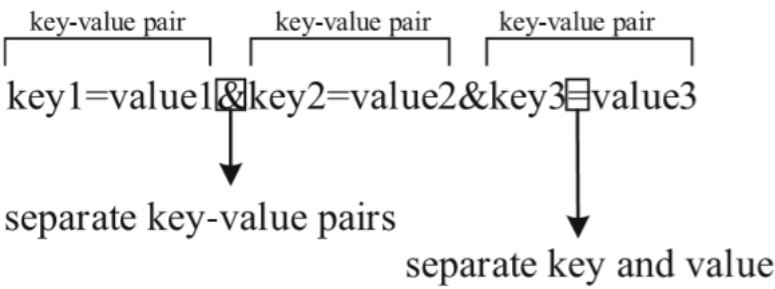 key-value pair key-value pair key-value pair
key1=value1&key2=value2&key3=value3
separate key-value pairs
separate key and value